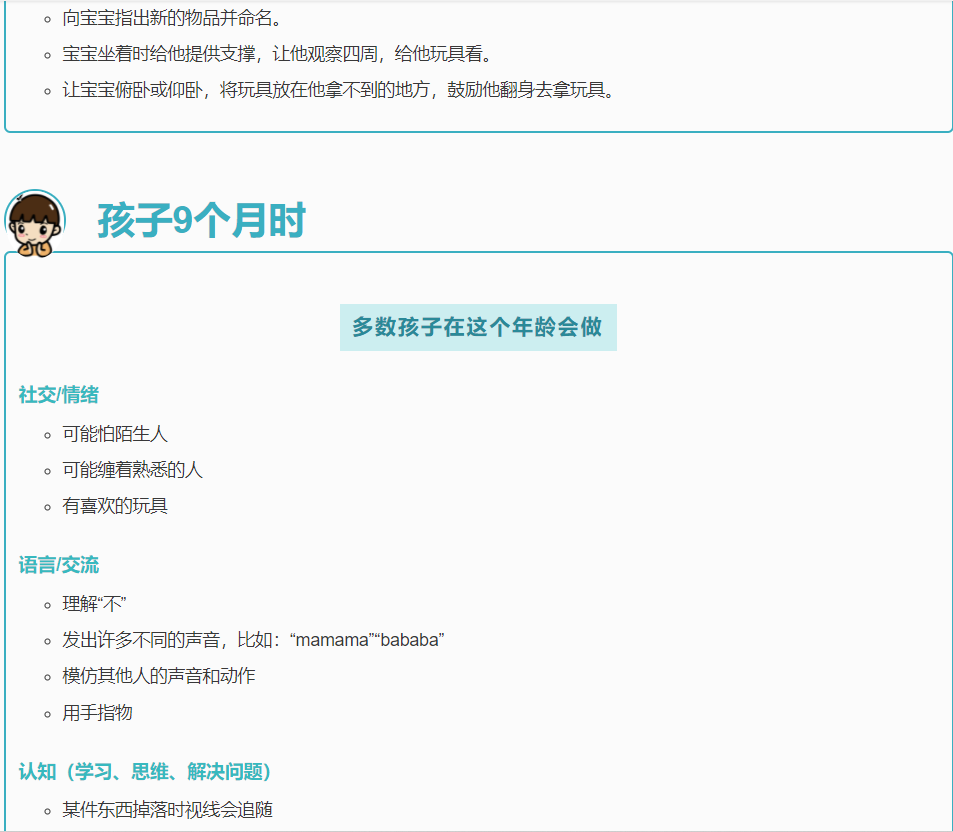 向宝宝指出新的物品并命名。
宝宝坐着时给他提供支撑，让他观察四周，给他玩具看。
让宝宝俯卧或仰卧，将玩具放在他拿不到的地方，鼓励他翻身去拿玩具。
孩子9个月时
多数孩子在这个年龄会做
社交/情绪
可能怕陌生人
可能缠着熟悉的人
有喜欢的玩具
语言/交流
理解“不”
发出许多不同的声音，比如：“mamama”“bababa”
模仿其他人的声音和动作
用手指物
认知（学习、思维、解决问题）
某件东西掉落时视线会追随